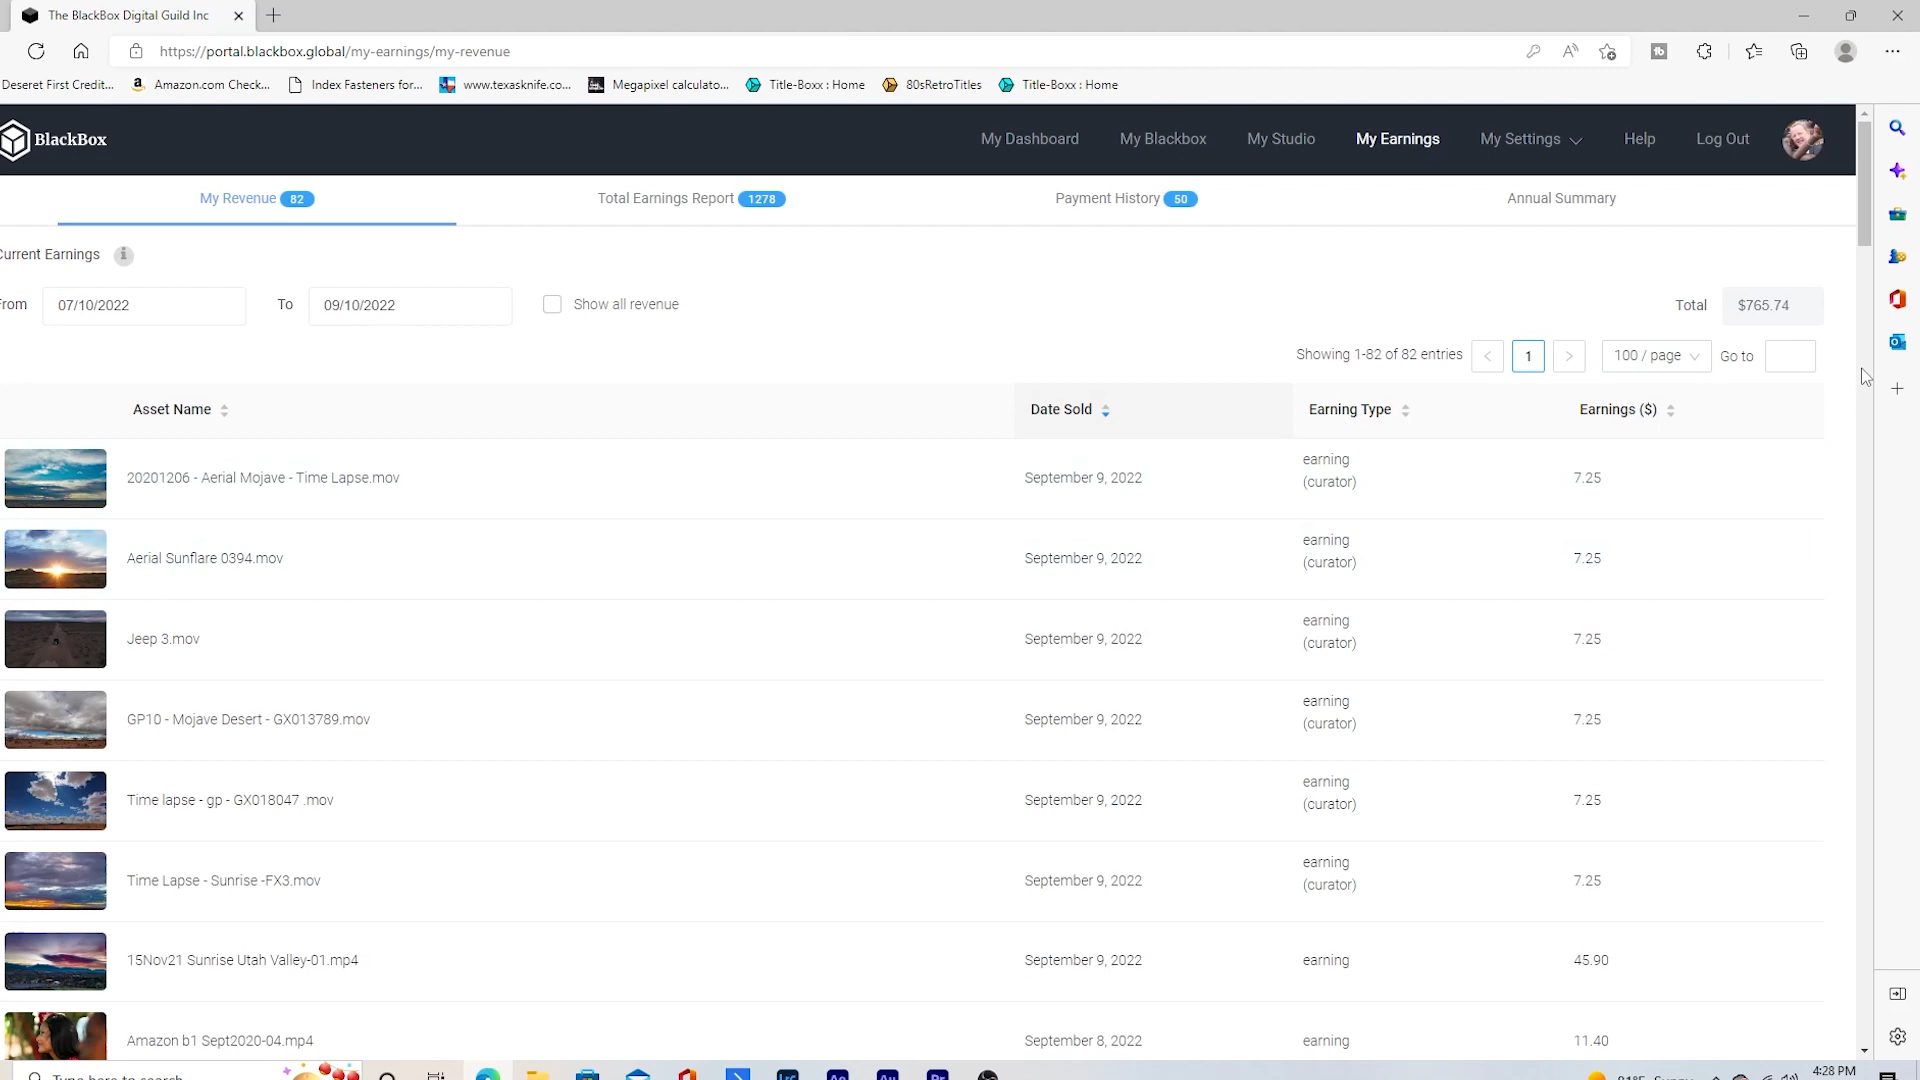 The BlackBox Digital Guild Inc
https://portal.blackbox.global/my-earnings/my-revenue
Deseret First Credit... Amazon.com Check... Index Fasteners for... www.texasknife.co... Megapixel calculato... Title-Boxx : Home 80sRetroTitles Title-Boxx : Home
BlackBox My Dashboard My Blackbox My Studio My Earnings My Settings Help Log Out
My Revenue 82 Total Earnings Report 1278 Payment History 50 Annual Summary
Current Earnings
From 07/10/2022 To 09/10/2022 Show all revenue Total $765.74
Showing 1-82 of 82 entries < 1 > 100 / page Go to
Asset Name Date Sold Earning Type Earnings ($)
20201206 - Aerial Mojave - Time Lapse.mov September 9, 2022 earning (curator) 7.25
Aerial Sunflare 0394.mov September 9, 2022 earning (curator) 7.25
Jeep 3.mov September 9, 2022 earning (curator) 7.25
GP10 - Mojave Desert - GX013789.mov September 9, 2022 earning (curator) 7.25
Time lapse - gp - GX018047 .mov September 9, 2022 earning (curator) 7.25
Time Lapse - Sunrise -FX3.mov September 9, 2022 earning (curator) 7.25
15Nov21 Sunrise Utah Valley-01.mp4 September 9, 2022 earning 45.90
Amazon b1 Sept2020-04.mp4 September 8, 2022 earning 11.40
Type here to search 4:28 PM